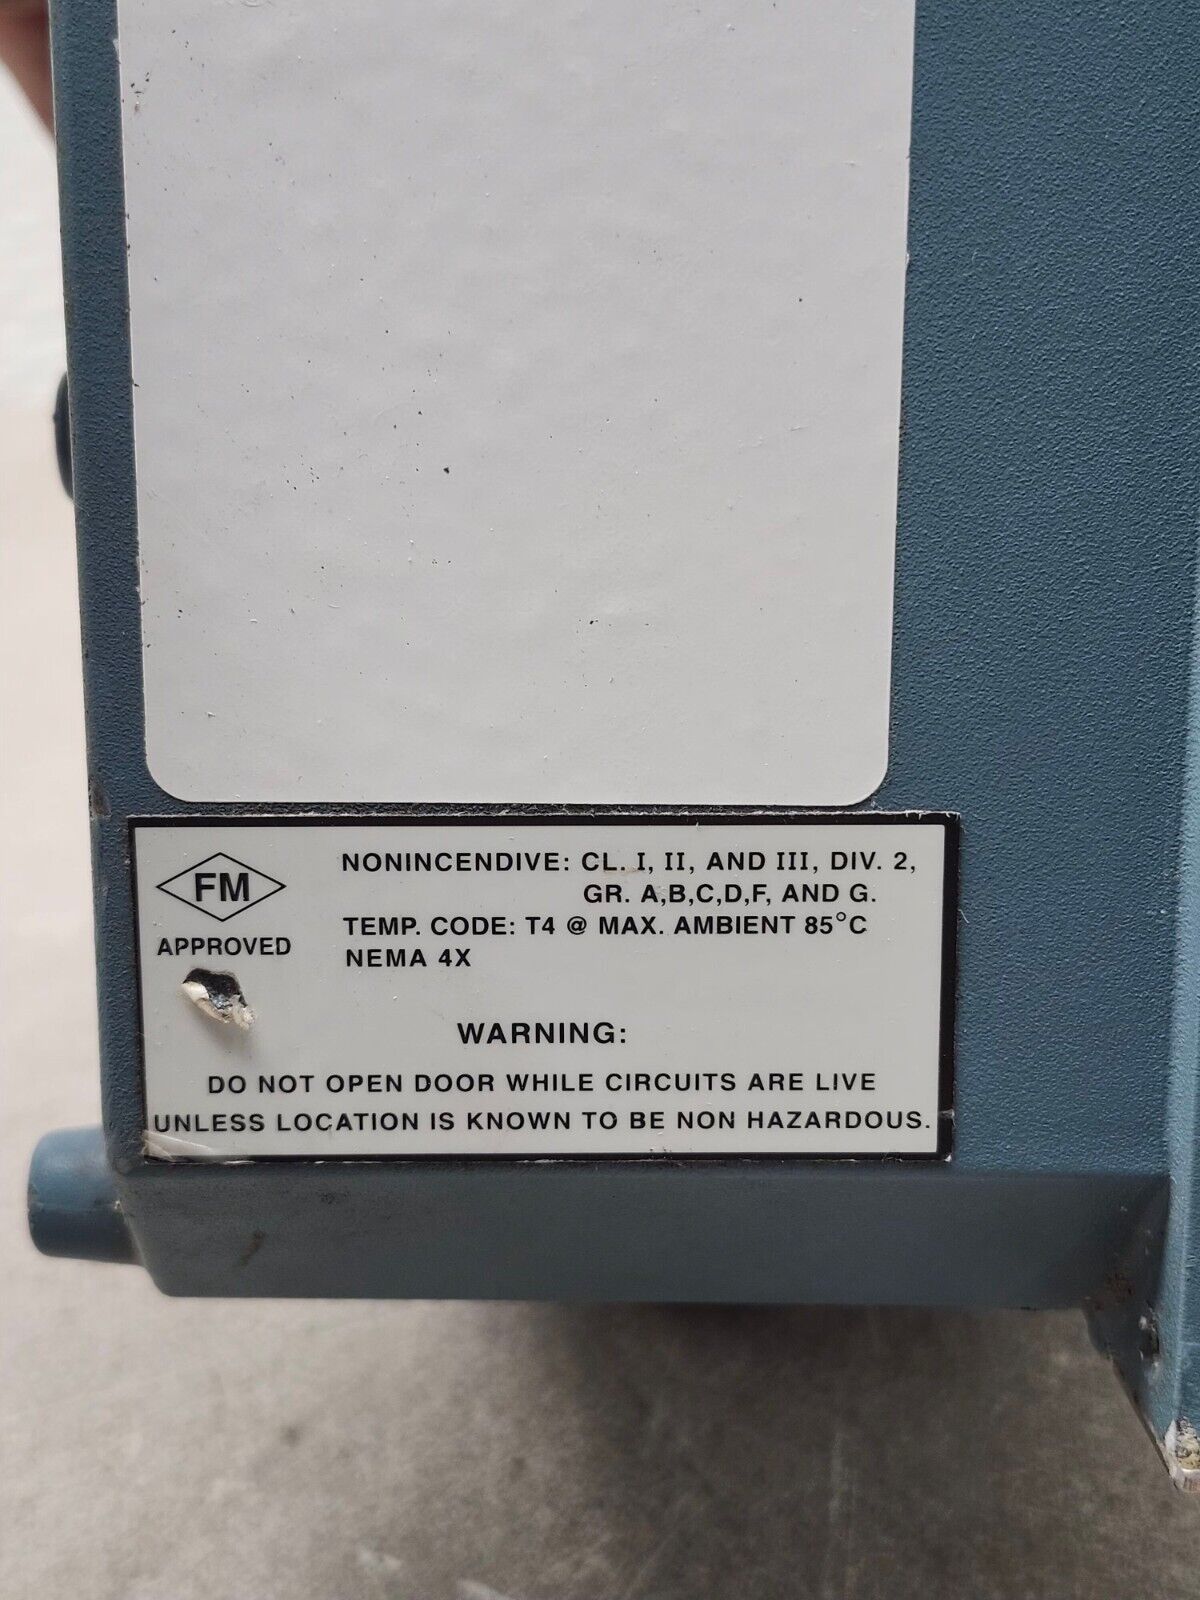 FM
APPROVED
NONINCENDIVE: CL. I, II, AND III, DIV. 2,
GR. A,B,C,D,F, AND G.
TEMP. CODE: T4 @ MAX. AMBIENT 85°C
NEMA 4X
WARNING:
DO NOT OPEN DOOR WHILE CIRCUITS ARE LIVE
UNLESS LOCATION IS KNOWN TO BE NON HAZARDOUS.